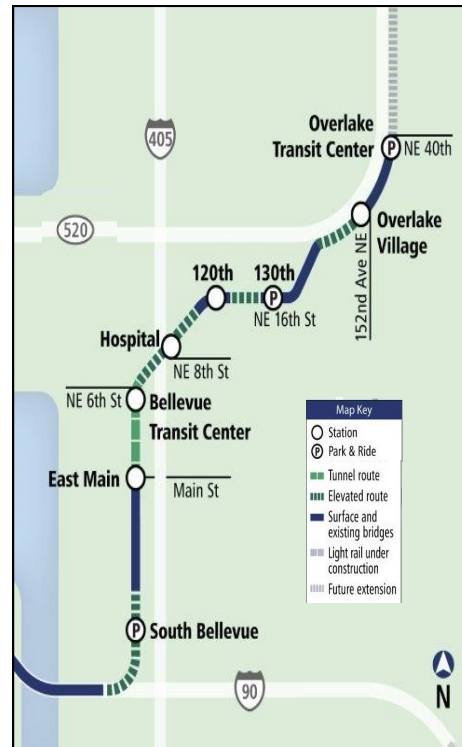 Overlake
Transit Center
P
NE 40th
405
520
Overlake
Village
152nd Ave NE
120th
130th
P
NE 16th St
Hospital
NE 8th St
NE 6th St
Bellevue
Transit Center
East Main
Main St
Map Key
Station
P Park & Ride
Tunnel route
Elevated route
Surface and
existing bridges
Light rail under
construction
Future extension
P
South Bellevue
90
N